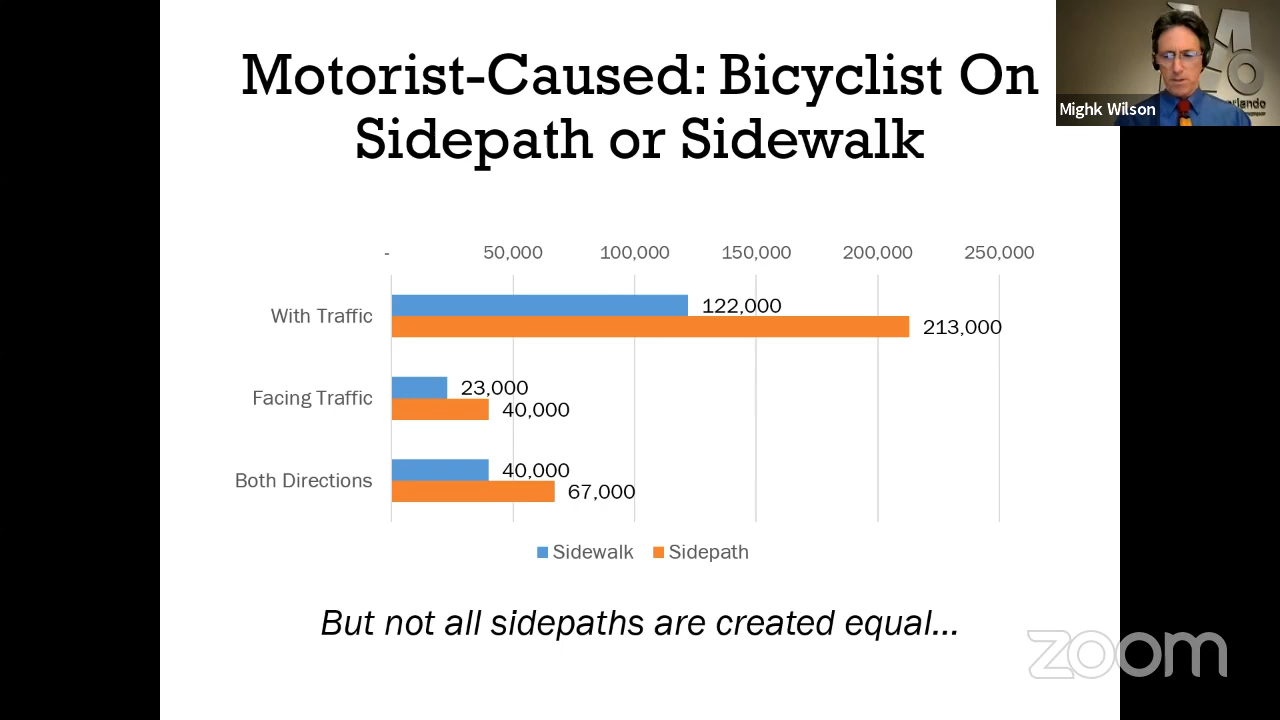 Motorist-Caused: Bicyclist On
Sidepath or Sidewalk
Mighk Wilson
- 50,000 100,000 150,000 200,000 250,000
With Traffic
122,000
213,000
Facing Traffic
23,000
40,000
Both Directions
40,000
67,000
Sidewalk Sidepath
But not all sidepaths are created equal...
zoom